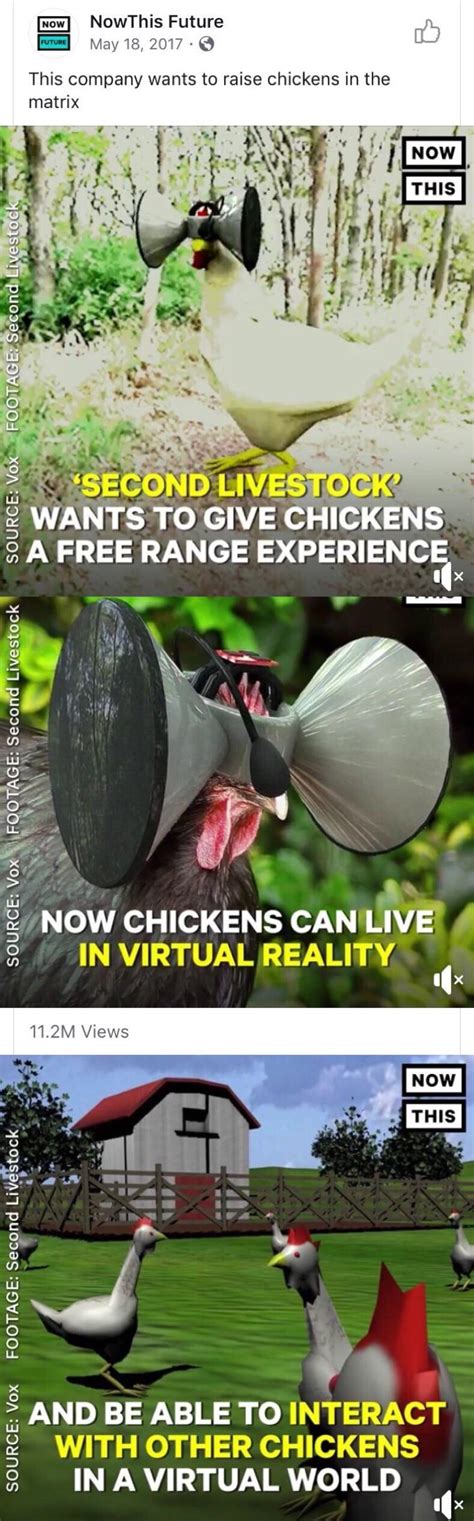 NOW
FUTURE
NowThis Future
May 18, 2017 ·
This company wants to raise chickens in the
matrix
NOW
THIS
SOURCE: Vox FOOTAGE: Second Livestock
'SECOND LIVESTOCK'
WANTS TO GIVE CHICKENS
A FREE RANGE EXPERIENCE
SOURCE: Vox FOOTAGE: Second Livestock
NOW CHICKENS CAN LIVE
IN VIRTUAL REALITY
11.2M Views
NOW
THIS
SOURCE: Vox FOOTAGE: Second Livestock
AND BE ABLE TO INTERACT
WITH OTHER CHICKENS
IN A VIRTUAL WORLD